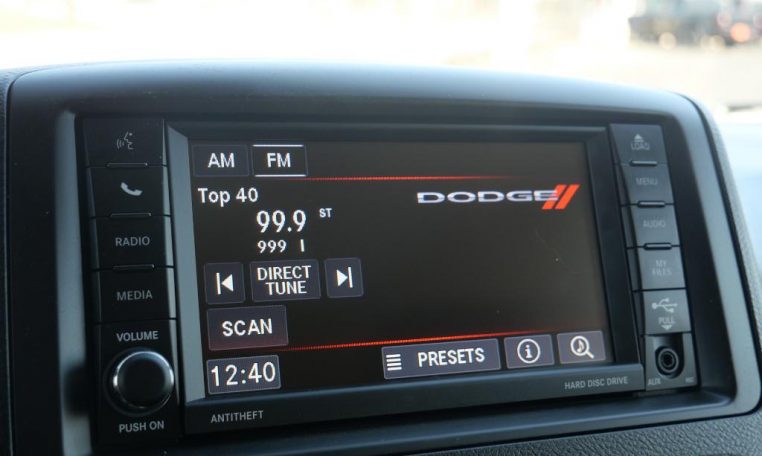 AM
FM
Top 40
DODGE
99.9 ST
999 I
DIRECT
TUNE
SCAN
PRESETS
12:40
RADIO
MEDIA
VOLUME
PUSH ON
ANTITHEFT
HARD DISC DRIVE
LOAD
MENU
AUDIO
MY
FILES
PULL
AUX